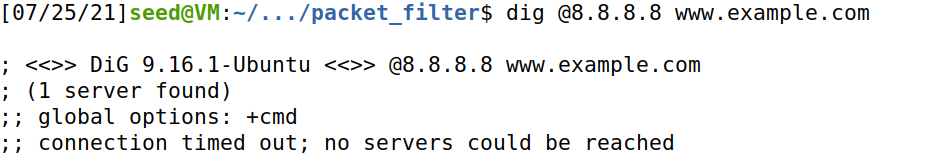 [07/25/21]seed@VM:~/.../packet_filter$ dig @8.8.8.8 www.example.com
; <<>> DiG 9.16.1-Ubuntu <<>> @8.8.8.8 www.example.com
; (1 server found)
;; global options: +cmd
;; connection timed out; no servers could be reached